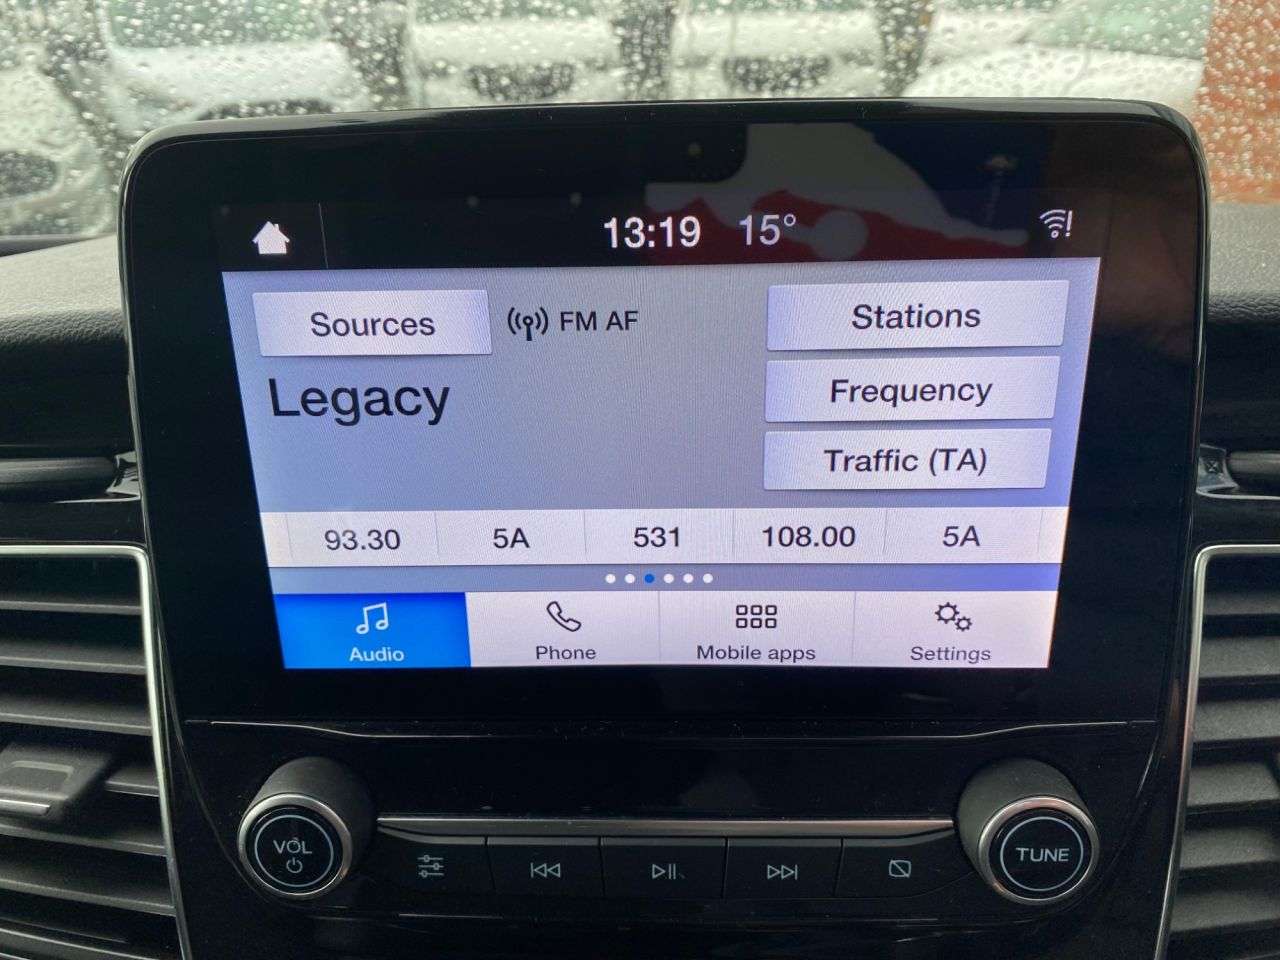 13:19 15°
Sources FM AF Stations
Legacy
Frequency
Traffic (TA)
93.30 5A 531 108.00 5A
Audio Phone Mobile apps Settings
VOL TUNE